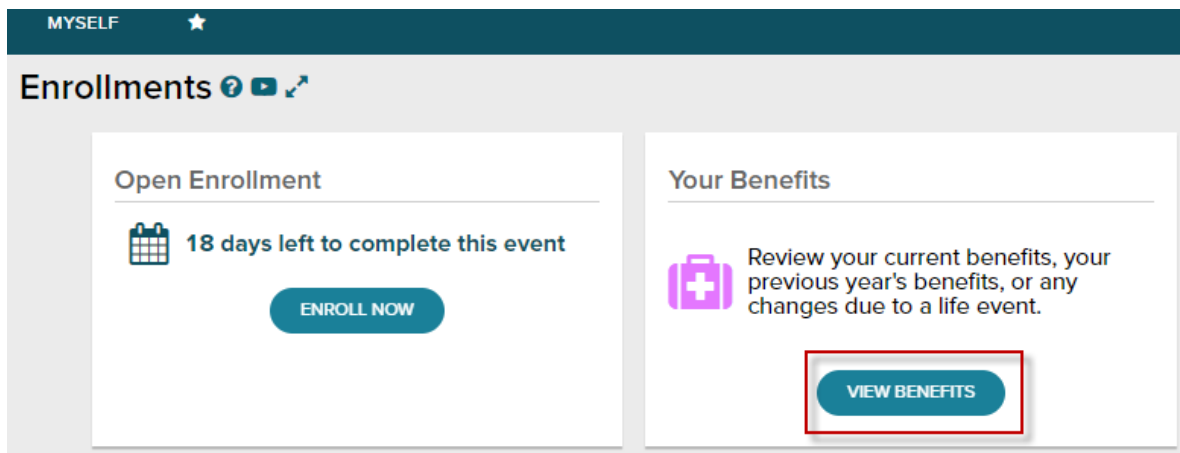 MYSELF
Enrollments
Open Enrollment
18 days left to complete this event
ENROLL NOW
Your Benefits
Review your current benefits, your
previous year's benefits, or any
changes due to a life event.
VIEW BENEFITS